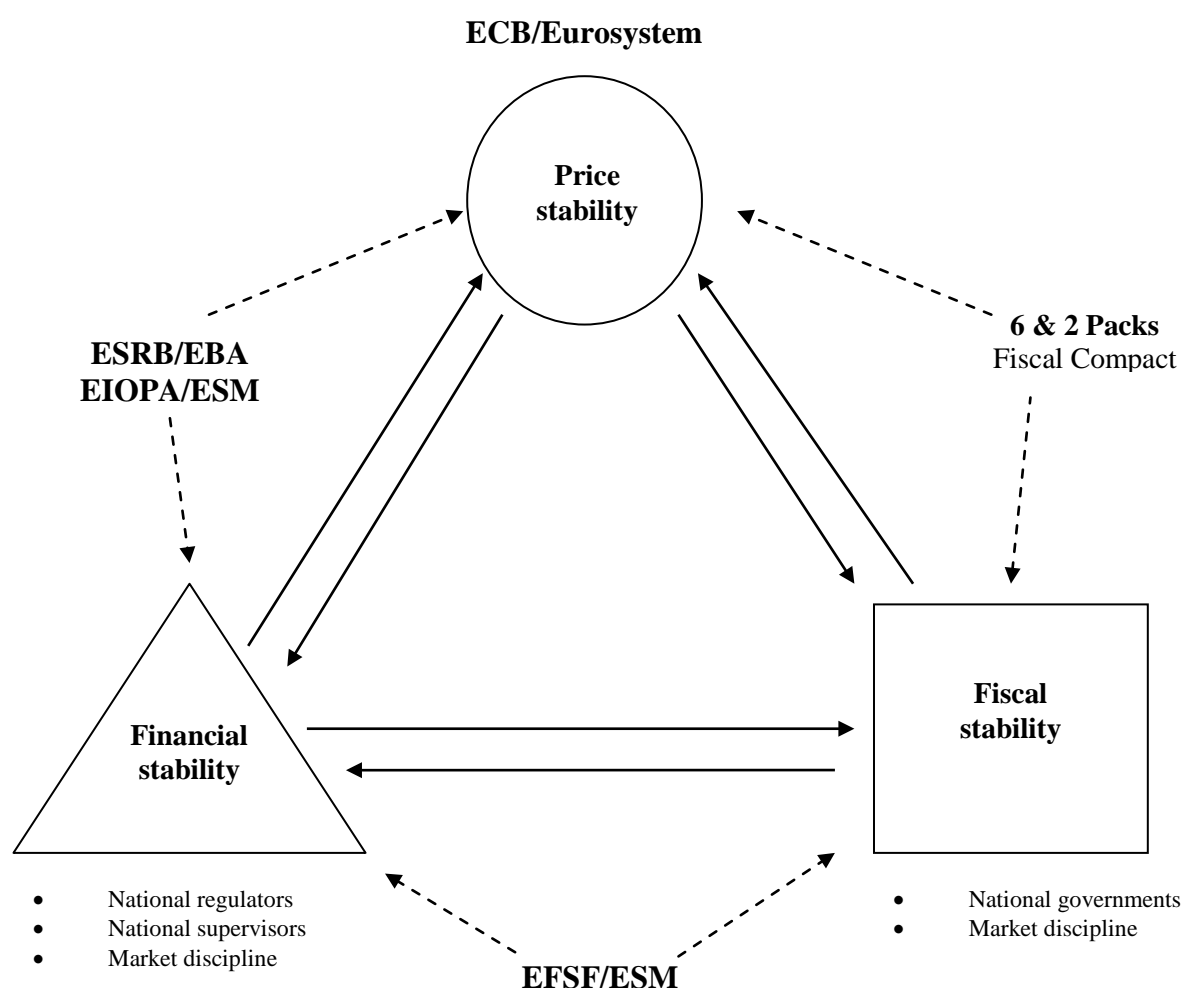 ECB/Eurosystem
Price
stability
6 & 2 Packs
Fiscal Compact
ESRB/EBA
EIOPA/ESM
Financial
stability
Fiscal
stability
• National regulators
• National supervisors
• Market discipline
• National governments
• Market discipline
EFSF/ESM